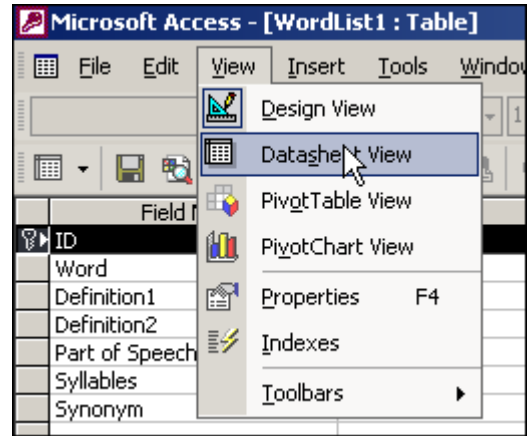 Microsoft Access - [WordList1 : Table]
File Edit View Insert Tools
Design View
Datasheet View
PivotTable View
PivotChart View
Properties F4
Indexes
Toolbars
Field
ID
Word
Definition1
Definition2
Part of Speech
Syllables
Synonym